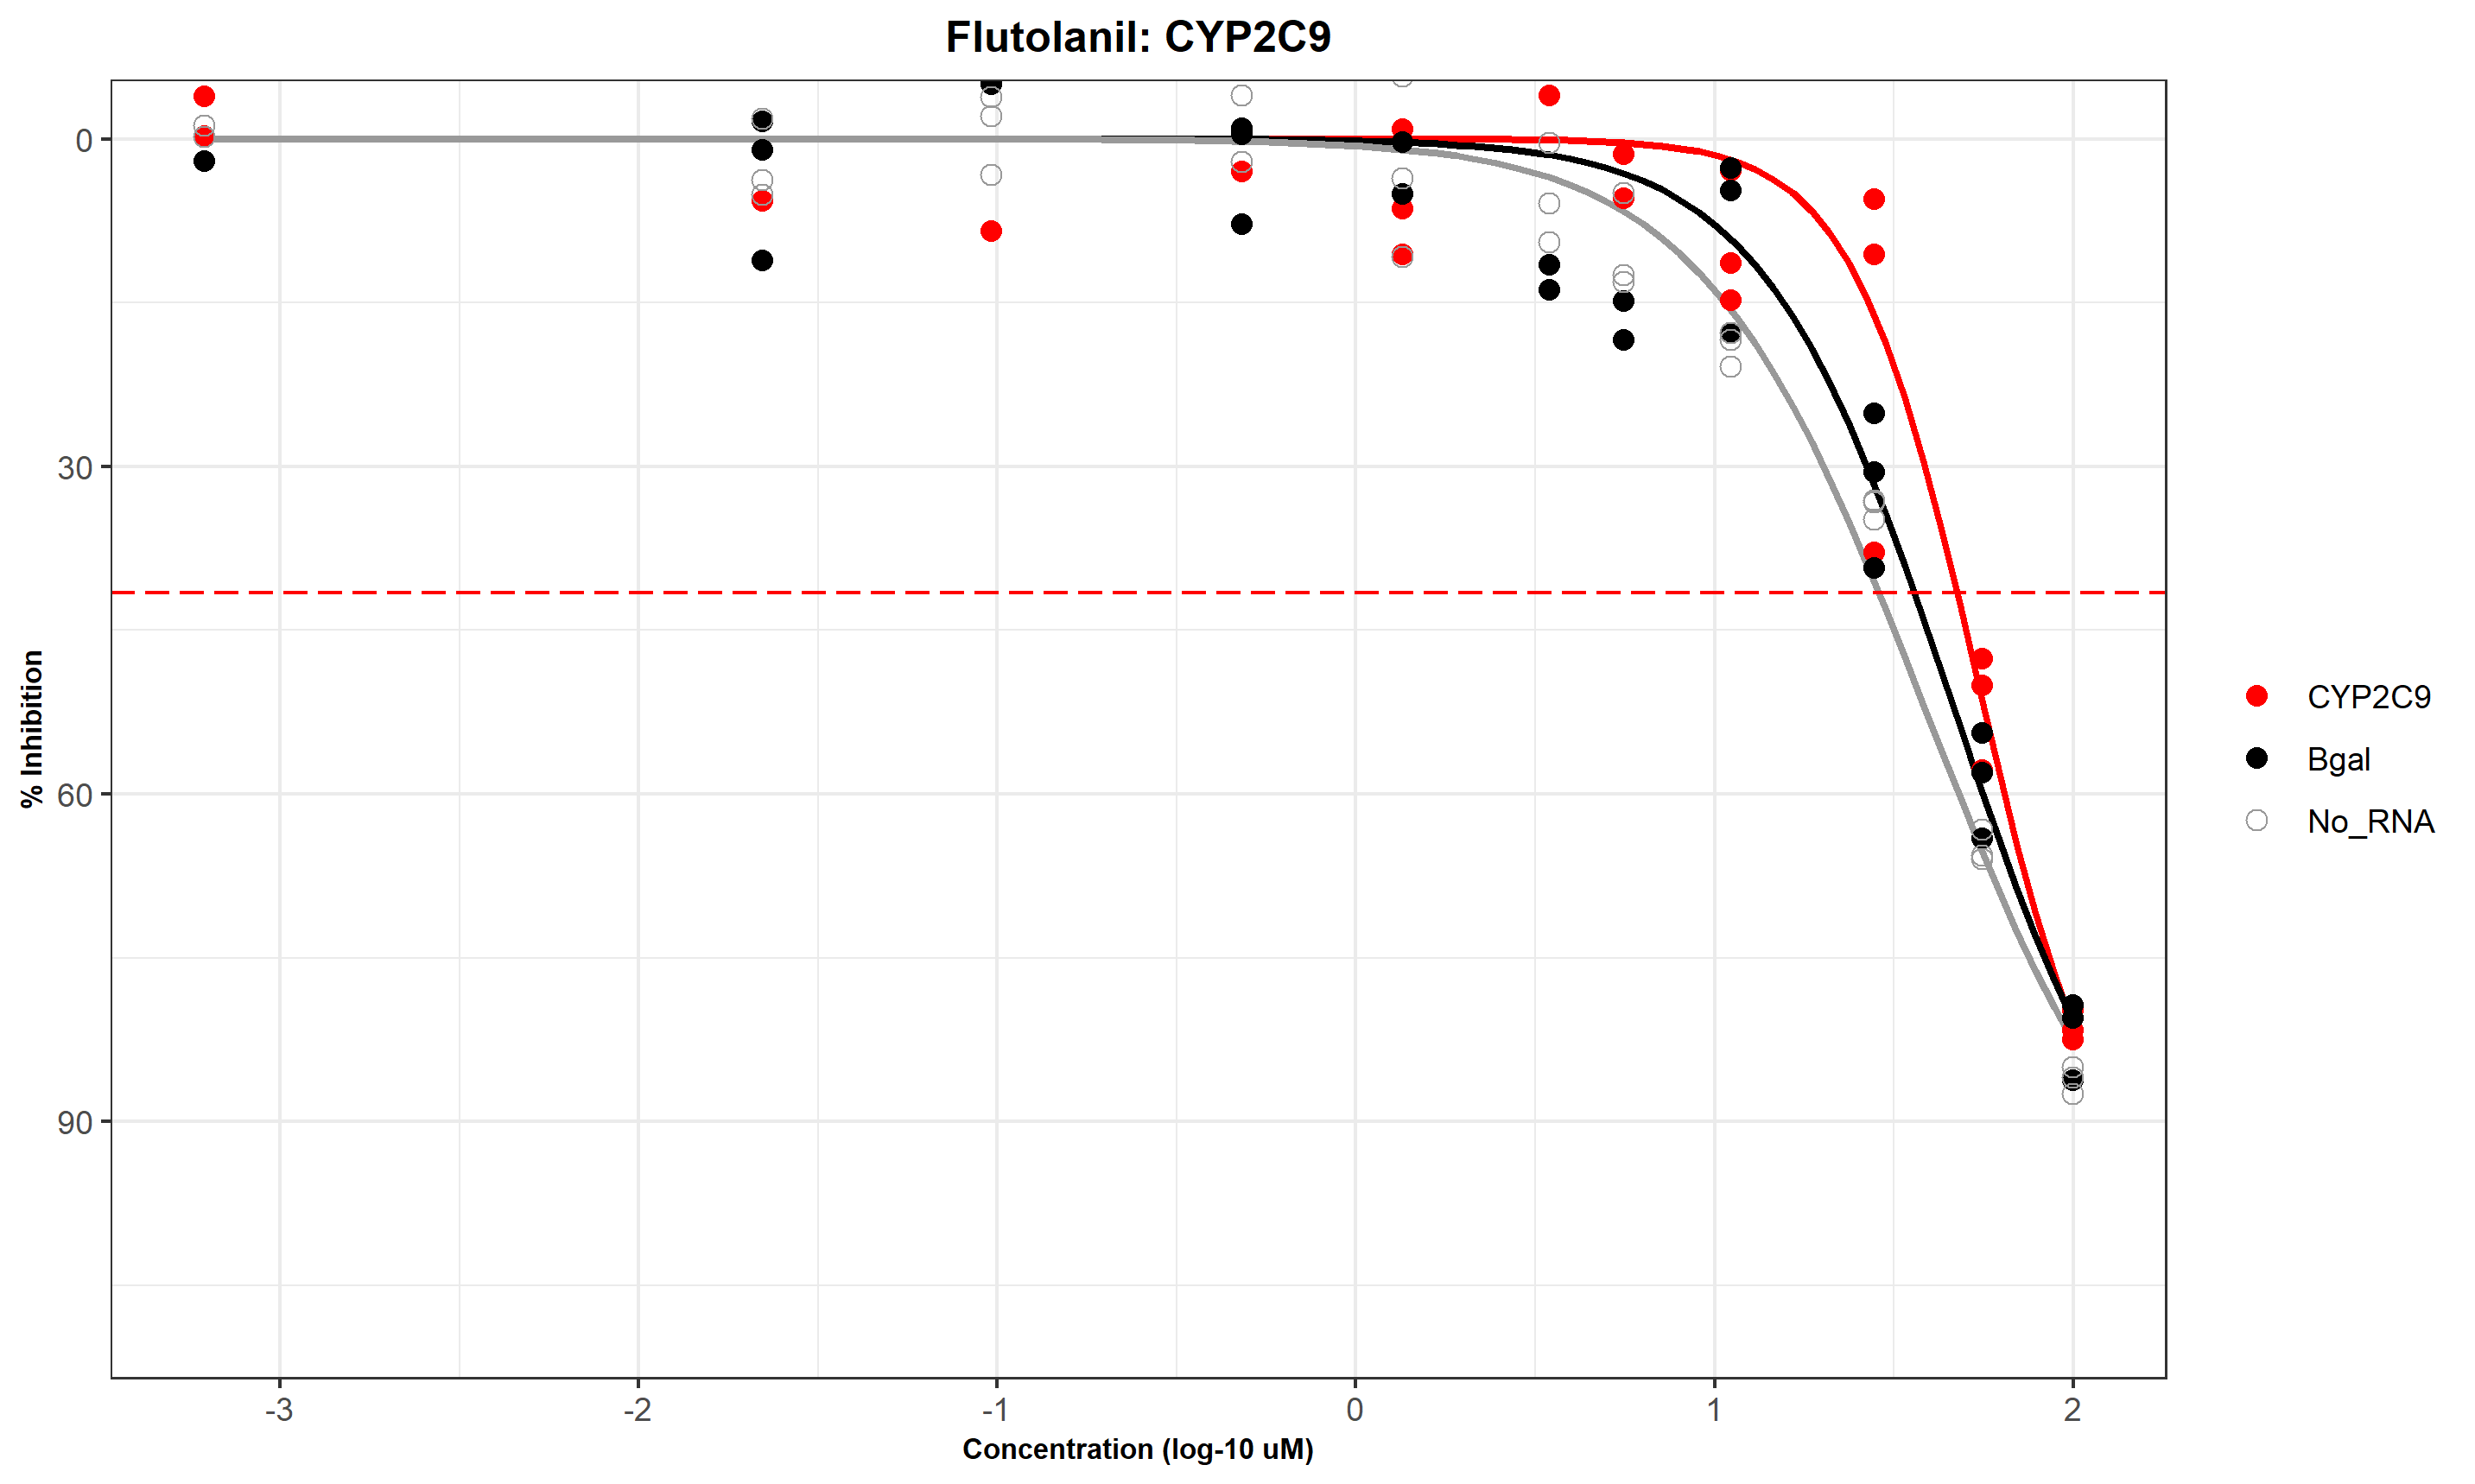 Flutolanil: CYP2C9
0
30
60
90
% Inhibition
-3
-2
-1
0
1
2
Concentration (log-10 uM)
CYP2C9
Bgal
No_RNA